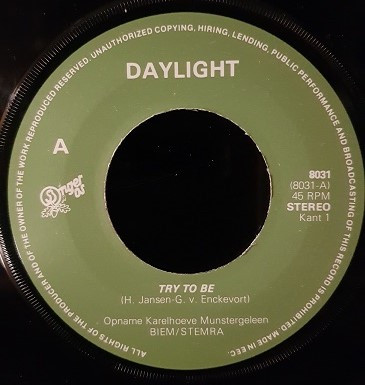 ALL RIGHTS OF THE PRODUCER AND OF THE OWNER OF THE WORK REPRODUCED RESERVED. UNAUTHORIZED COPYING, HIRING, LENDING, PUBLIC PERFORMANCE AND BROADCASTING OF THIS RECORD IS PROHIBITED MADE IN EEC.
DAYLIGHT
A
8031
(8031-A)
45 RPM
STEREO
Kant 1
TRY TO BE
(H. Jansen-G. v. Enckevort)
Opname Karelhoeve Munstergeleen
BIEM/STEMRA